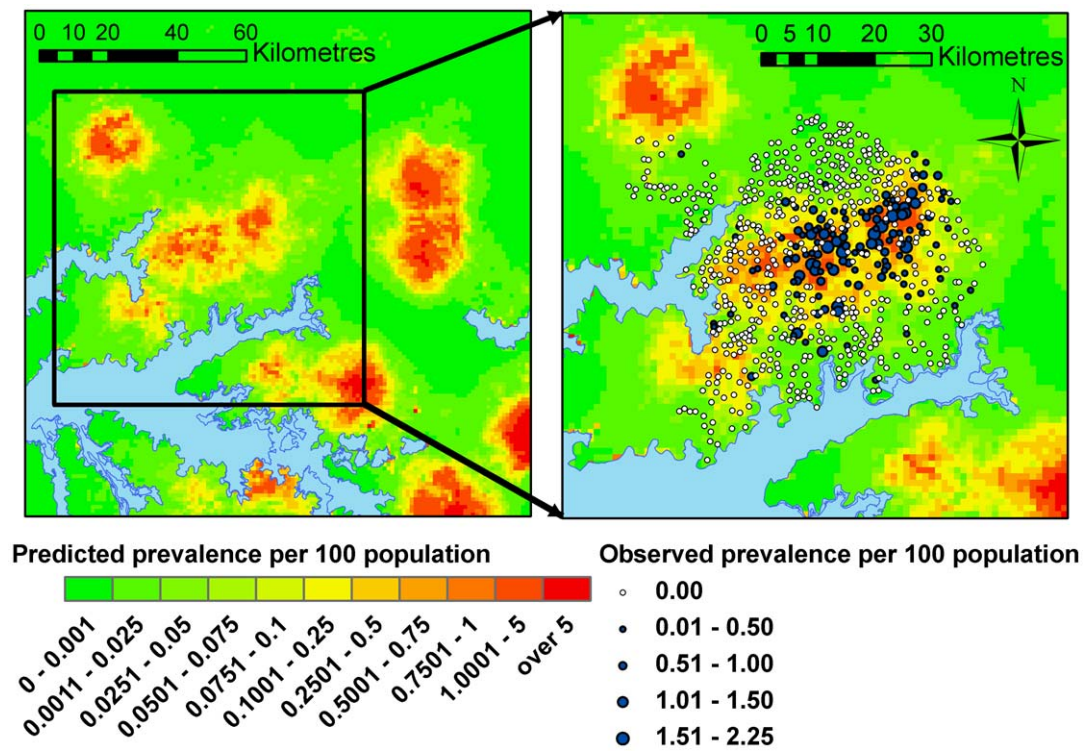 0 10 20 40 60
Kilometres
0 5 10 20 30
Kilometres
N
Predicted prevalence per 100 population
0 - 0.001
0.0011 - 0.025
0.0251 - 0.05
0.0501 - 0.075
0.0751 - 0.1
0.1001 - 0.25
0.2501 - 0.5
0.5001 - 0.75
0.7501 - 1
1.0001 - 5
over 5
Observed prevalence per 100 population
0.00
0.01 - 0.50
0.51 - 1.00
1.01 - 1.50
1.51 - 2.25